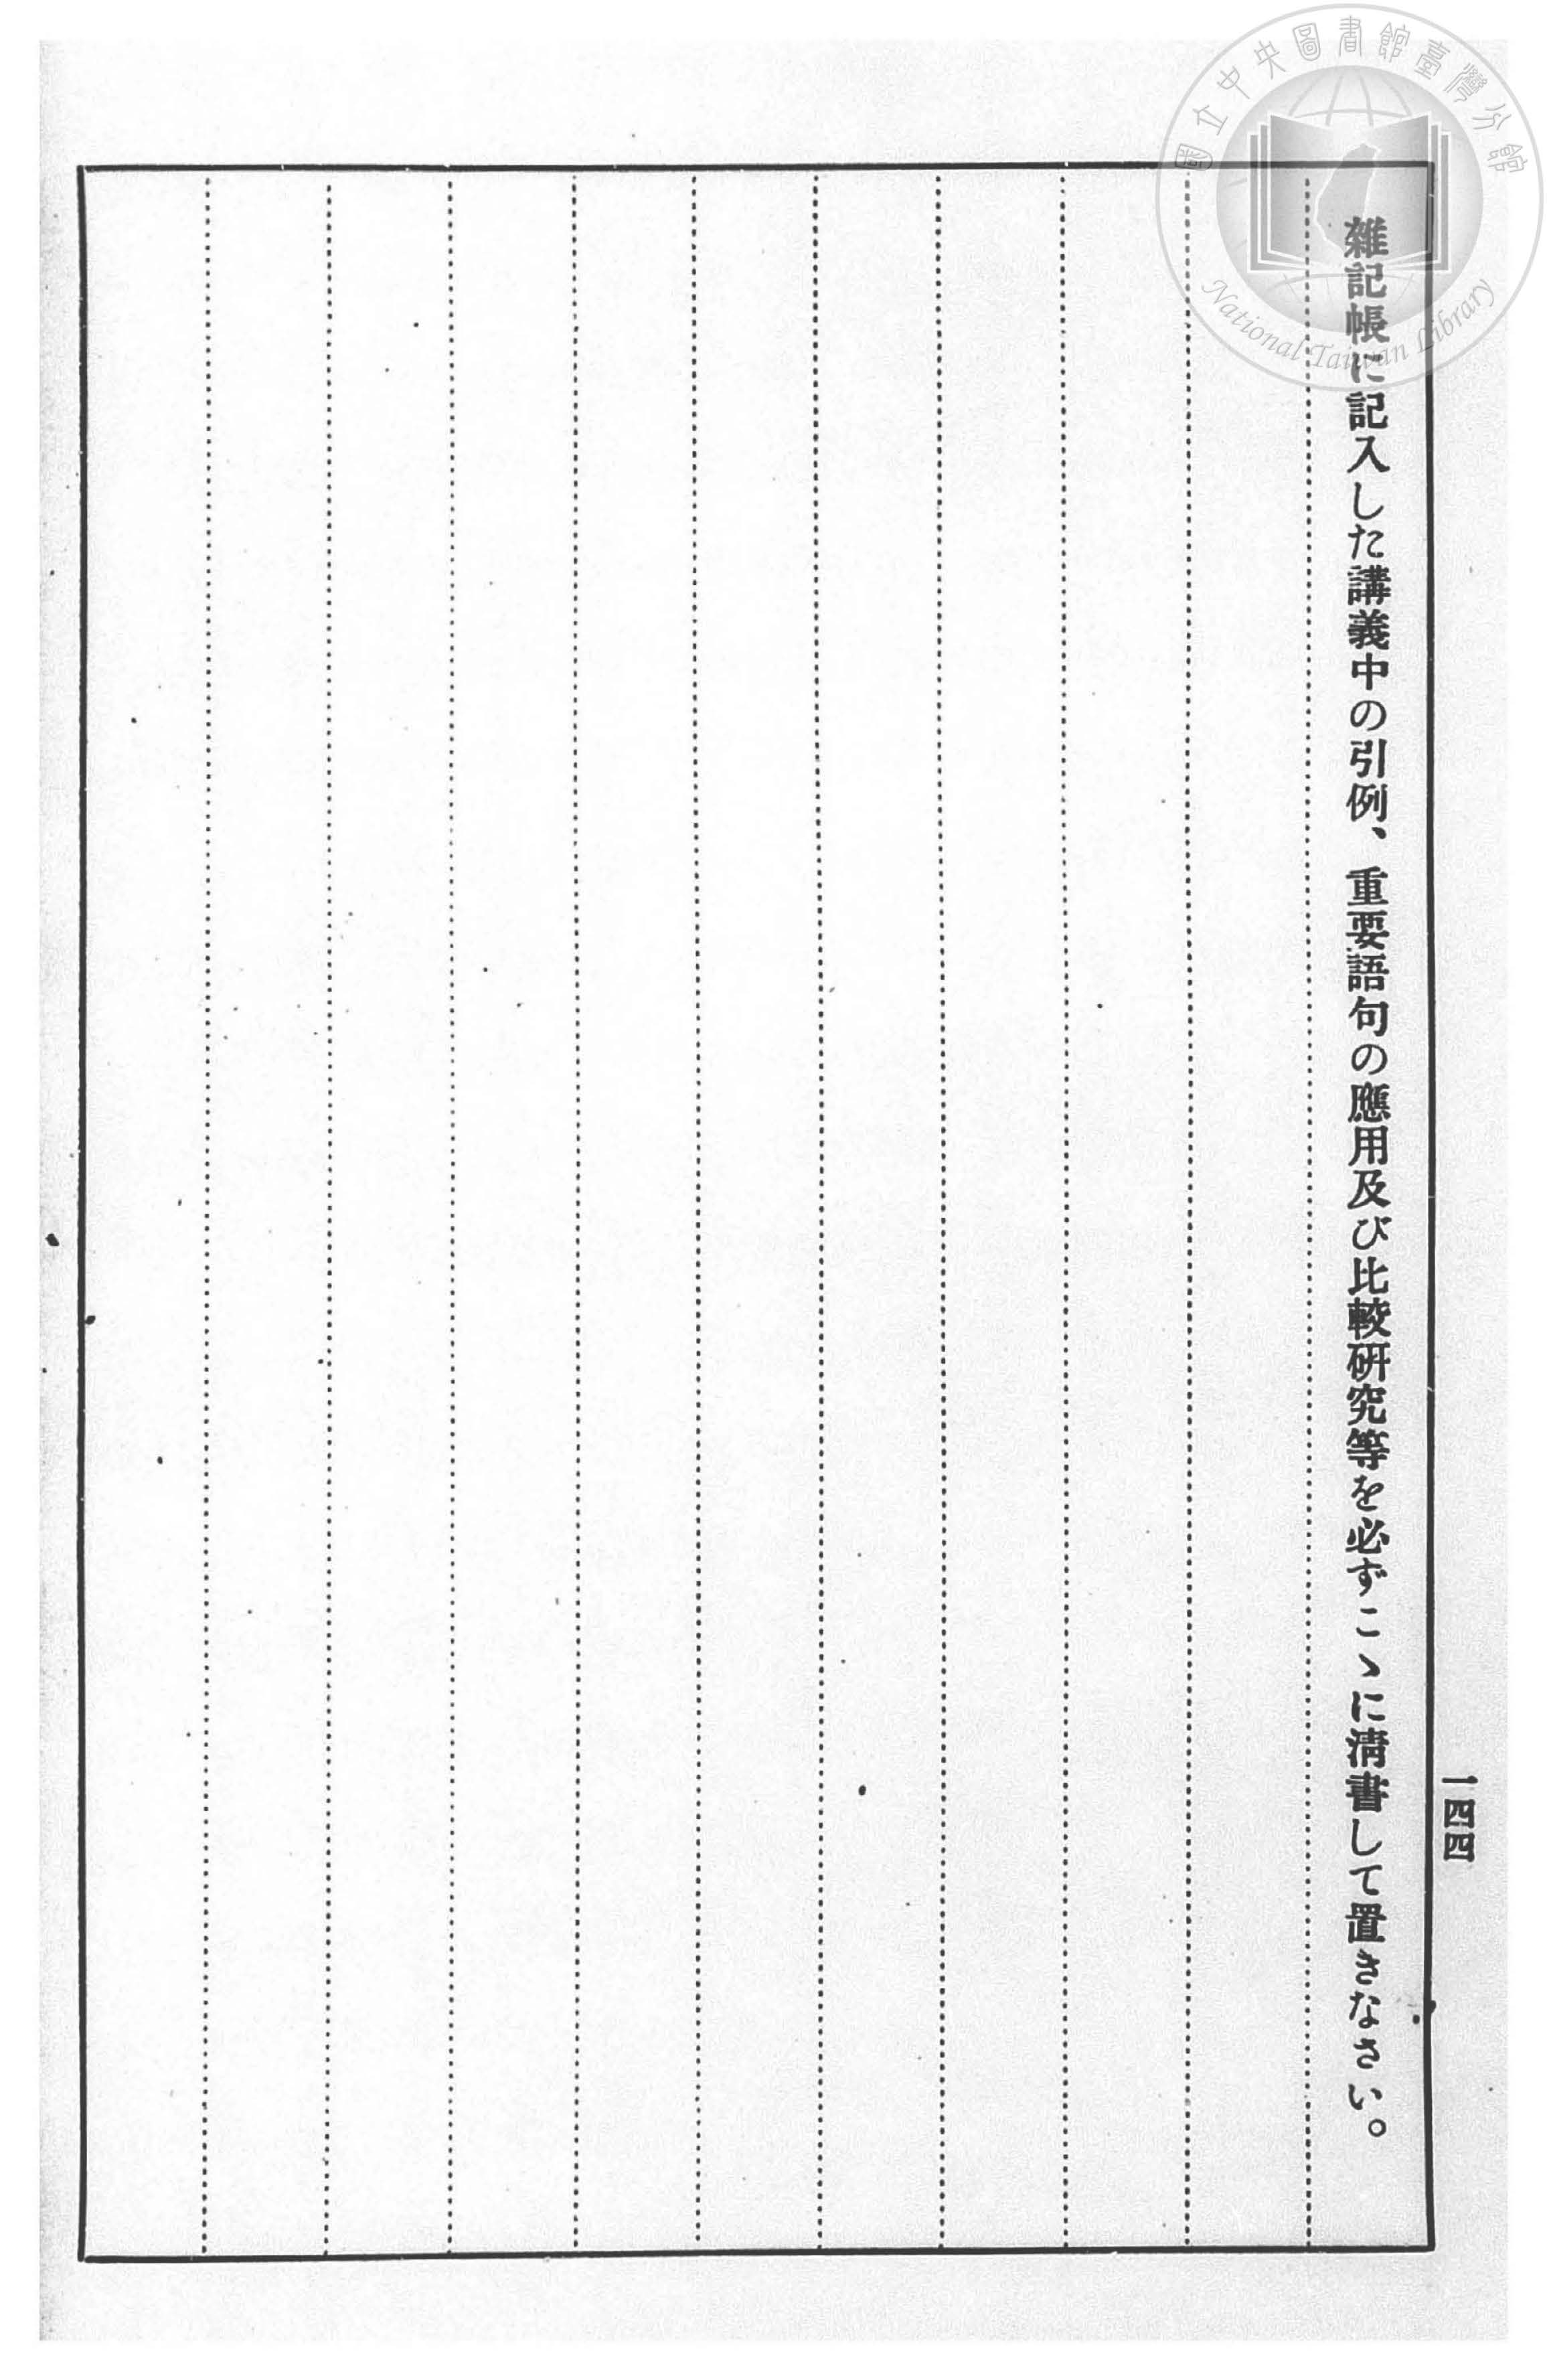 國立中央圖書館臺灣分館
National Taiwan Library
雜記帳に記入した講義中の引例、重要語句の應用及び比較硏究等を必ずこゝに淸書して置きなさい。
一四四